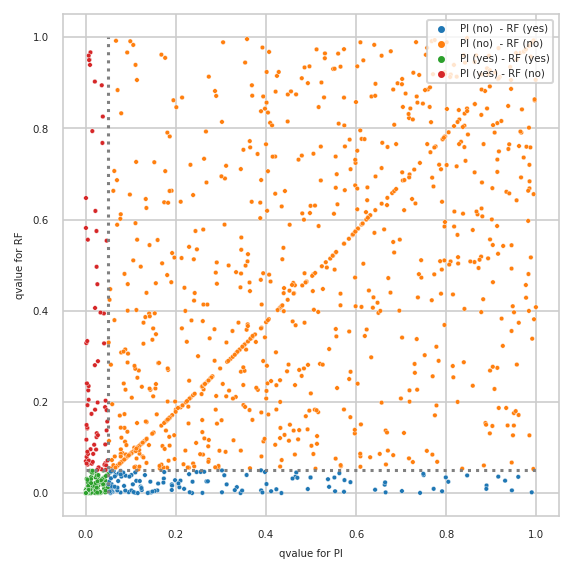 PI (no)  - RF (yes)
PI (no)  - RF (no)
PI (yes) - RF (yes)
PI (yes) - RF (no)
1.0
0.8
0.6
0.4
0.2
0.0
qvalue for RF
0.0 0.2 0.4 0.6 0.8 1.0
qvalue for PI